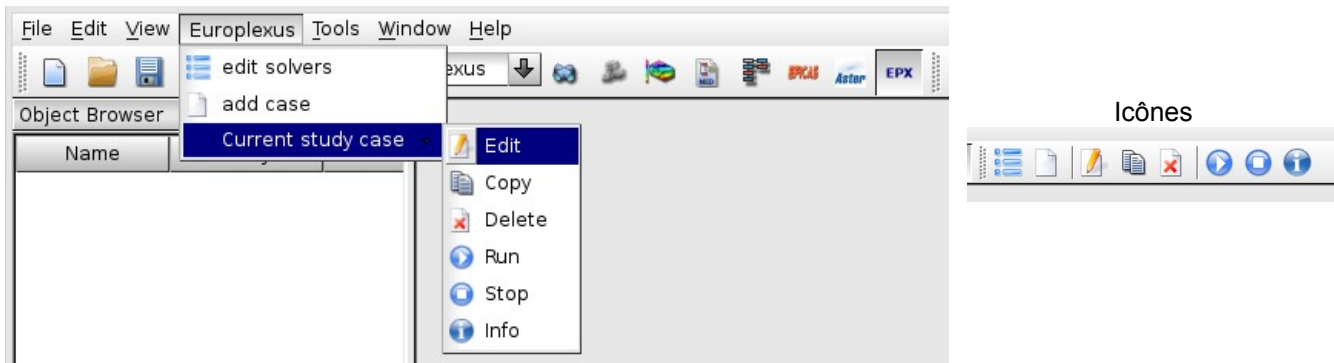 File Edit View Europlexus Tools Window Help
edit solvers
exus EFICAS Aster EPX
add case
Icônes
Object Browser
Current study case
Name
Edit
Copy
Delete
Run
Stop
Info